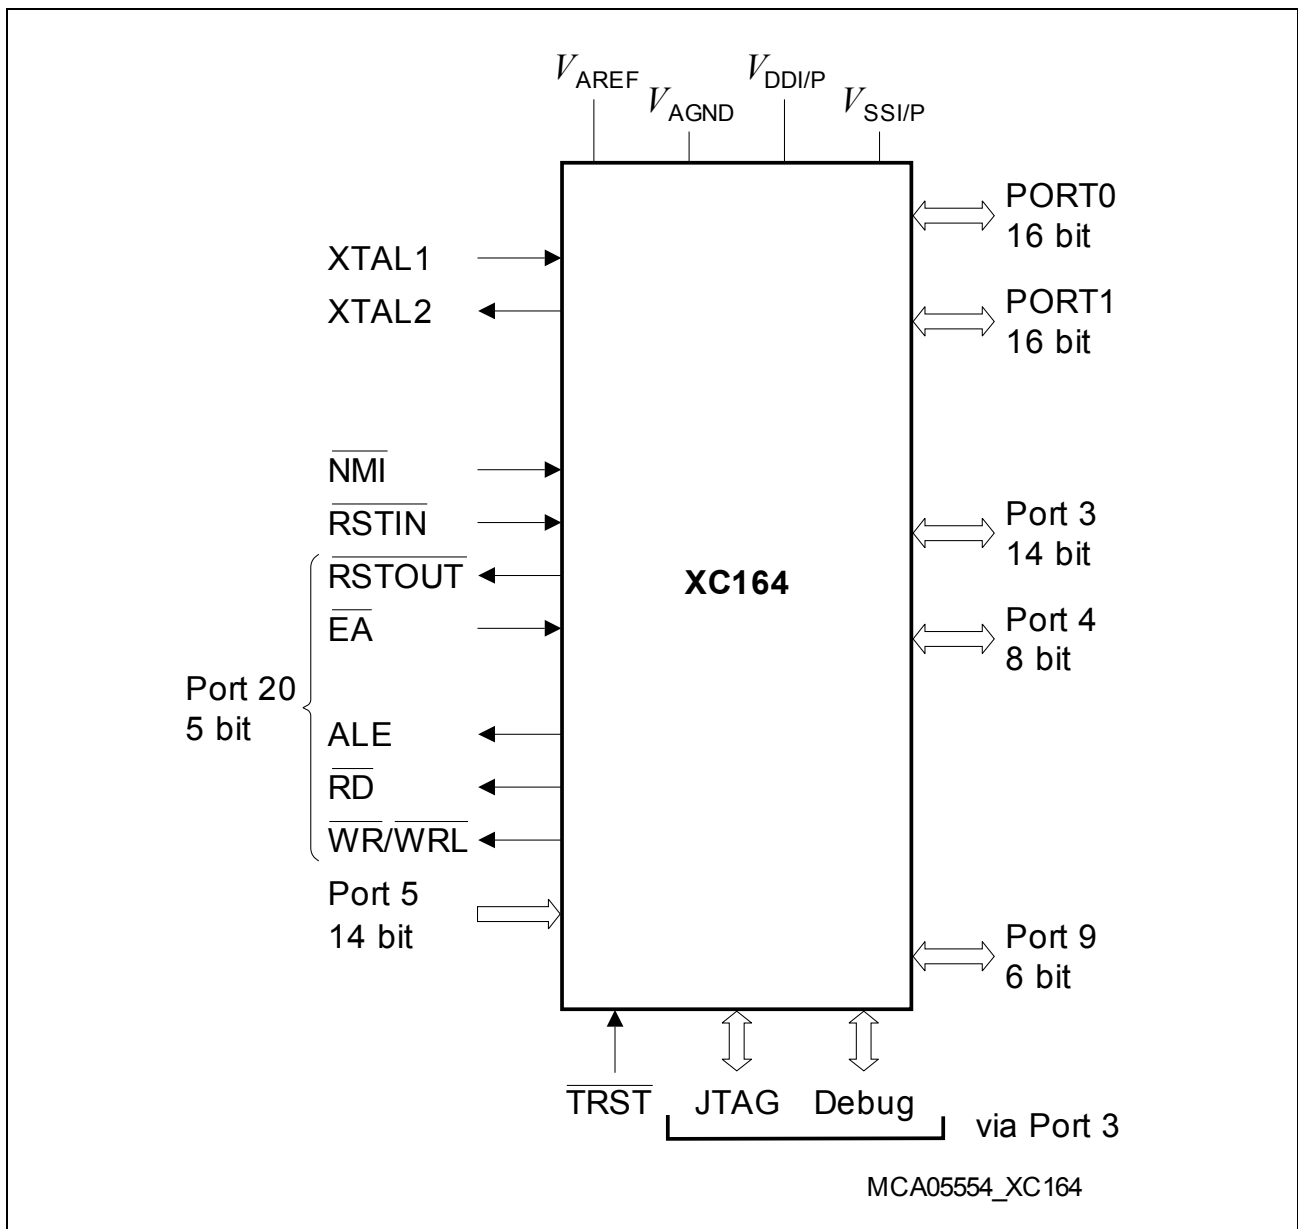 VAREF
VAGND
VDDI/P
VSSI/P
XTAL1
XTAL2
NMI
RSTIN
RSTOUT
EA
Port 20
5 bit
ALE
RD
WR/WRL
Port 5
14 bit
XC164
PORT0
16 bit
PORT1
16 bit
Port 3
14 bit
Port 4
8 bit
Port 9
6 bit
TRST
JTAG
Debug
via Port 3
MCA05554_XC164